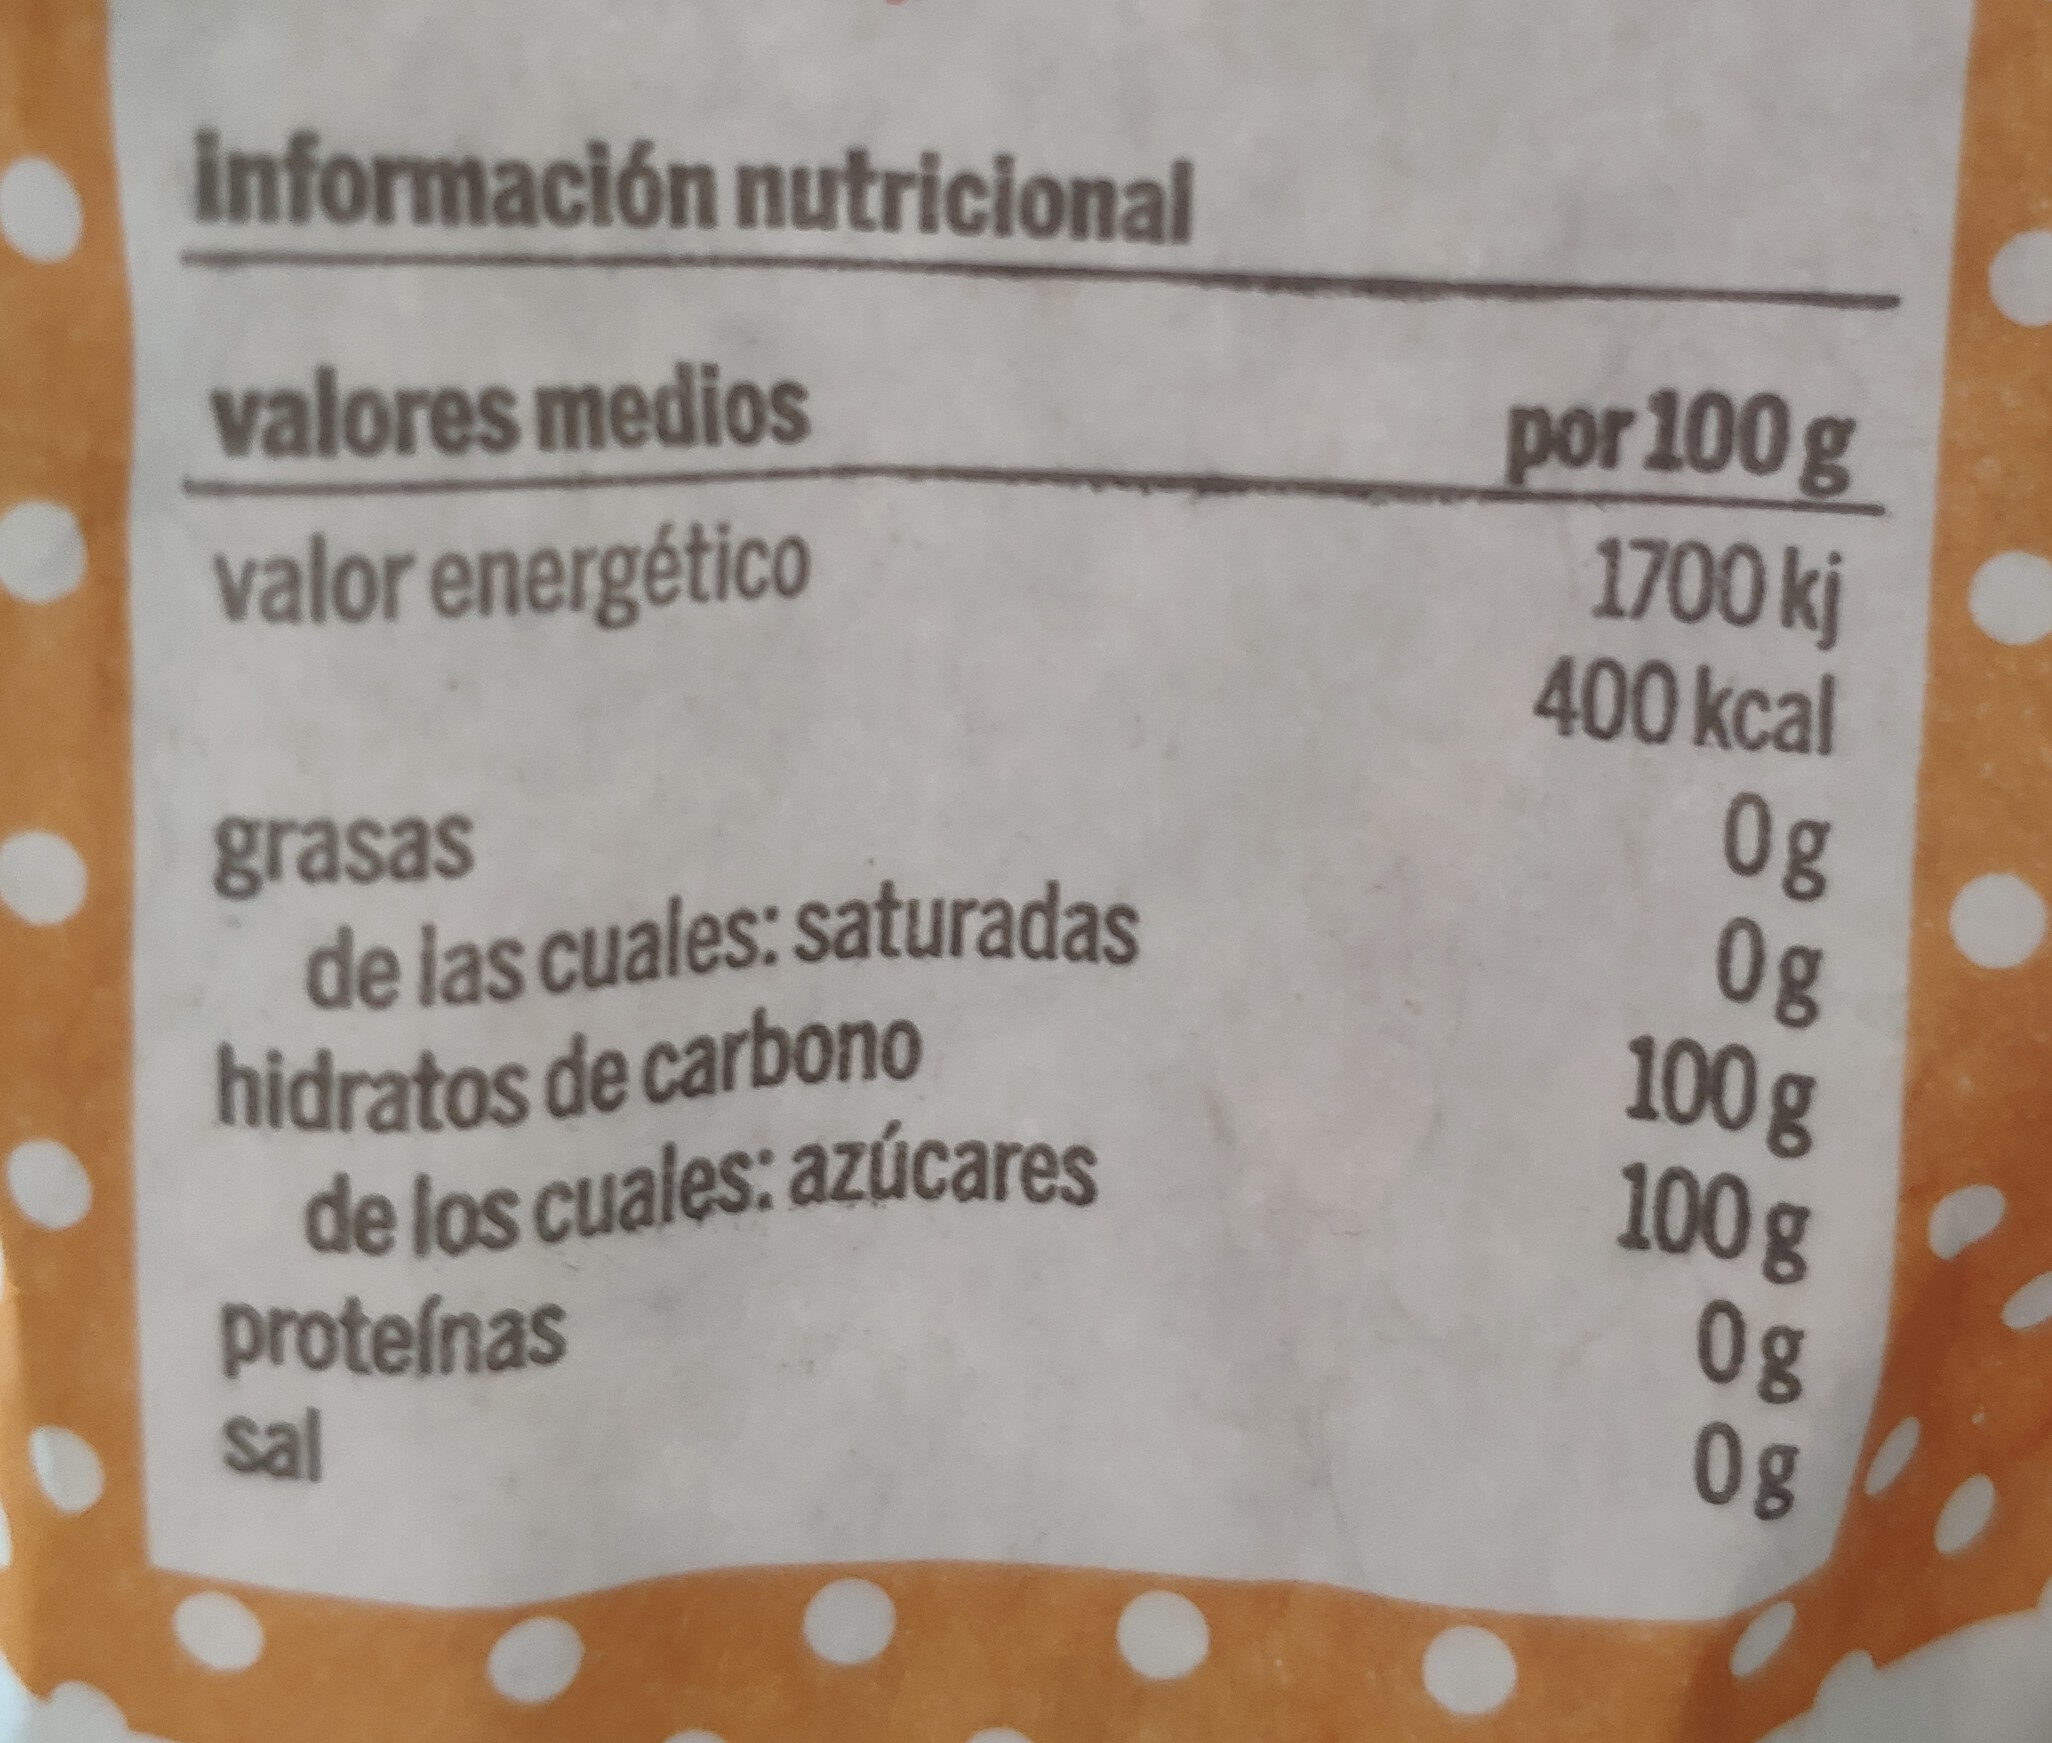 información nutricional
valores medios por 100 g
valor energético 1700 kj
400 kcal
grasas 0 g
de las cuales: saturadas 0 g
hidratos de carbono 100 g
de los cuales: azúcares 100 g
proteínas 0 g
sal 0 g